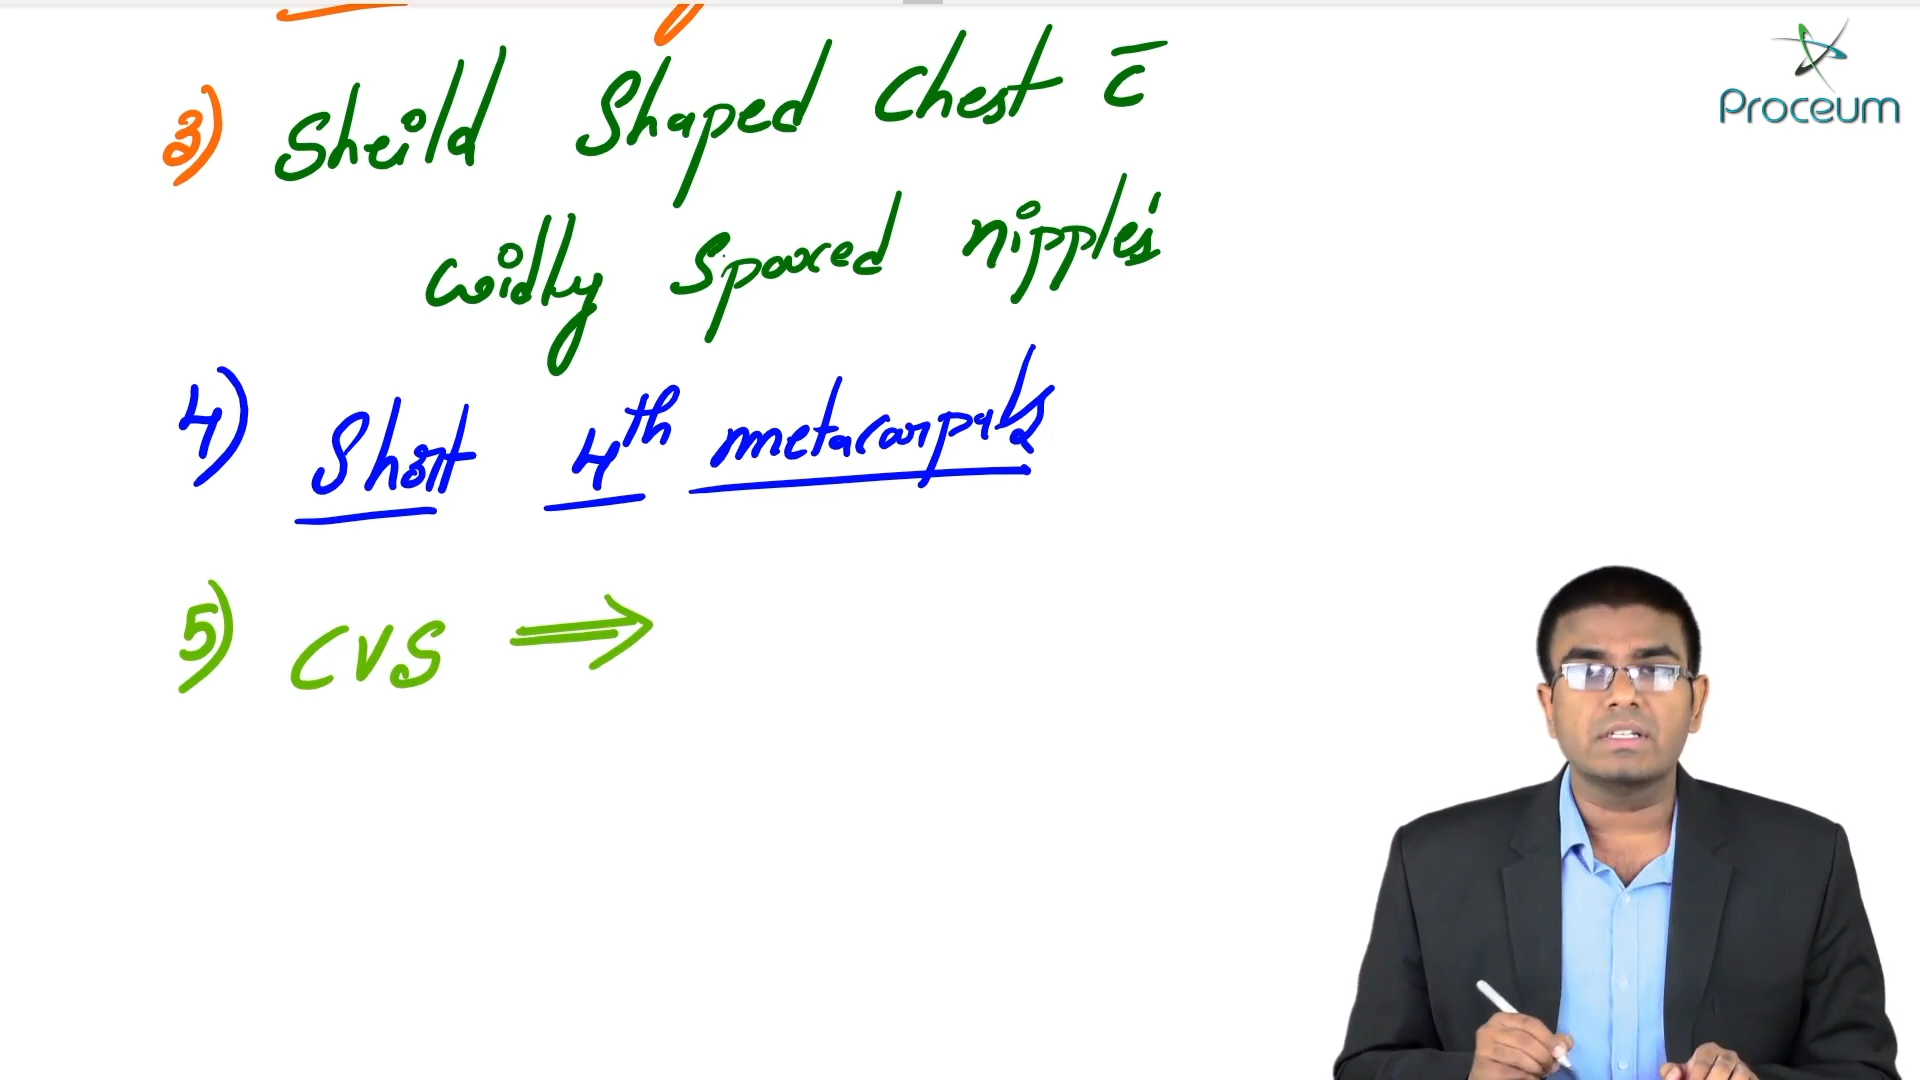 Proceum
3) Sheild Shaped Chest c̄
widly Spaced nipples
4) Short 4th metacarpals
5) CVS ⇒